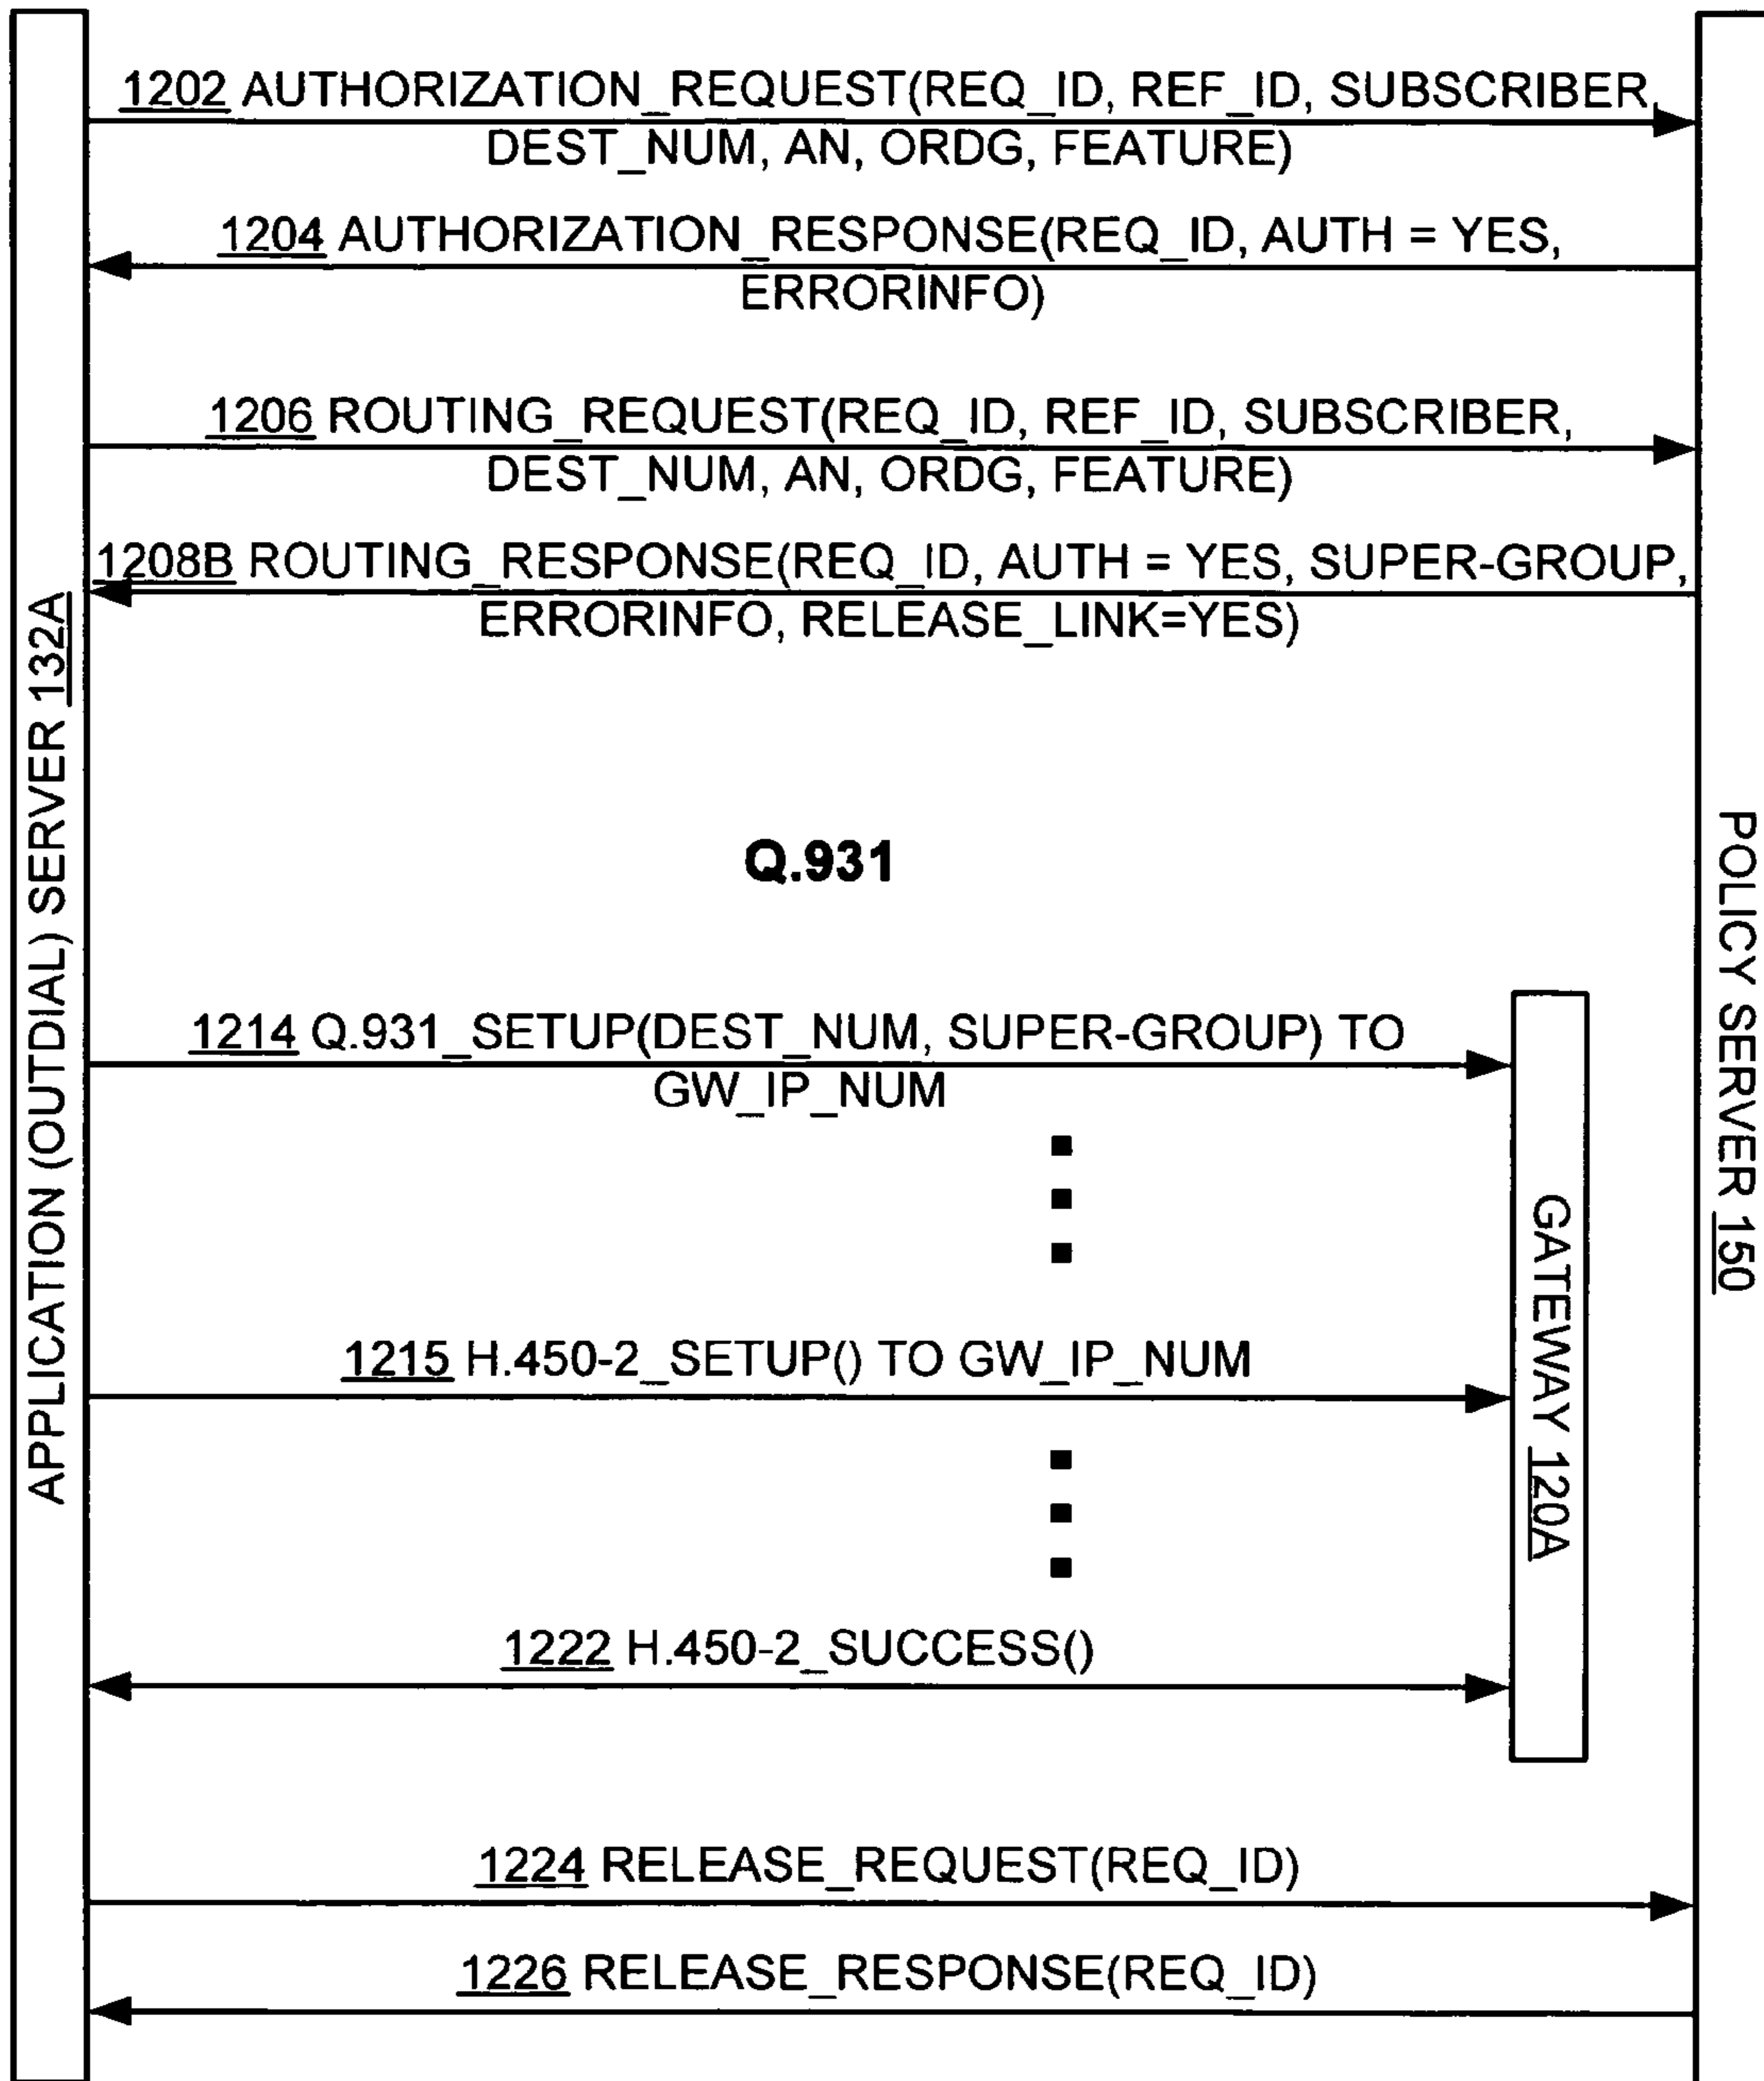 1202 AUTHORIZATION_REQUEST(REQ_ID, REF_ID, SUBSCRIBER,
DEST_NUM, AN, ORDG, FEATURE)
1204 AUTHORIZATION_RESPONSE(REQ_ID, AUTH = YES,
ERRORINFO)
1206 ROUTING_REQUEST(REQ_ID, REF_ID, SUBSCRIBER,
DEST_NUM, AN, ORDG, FEATURE)
1208B ROUTING_RESPONSE(REQ_ID, AUTH = YES, SUPER-GROUP,
ERRORINFO, RELEASE_LINK=YES)
APPLICATION (OUTDIAL) SERVER 132A
POLICY SERVER 150
Q.931
1214 Q.931_SETUP(DEST_NUM, SUPER-GROUP) TO
GW_IP_NUM
GATEWAY 120A
1215 H.450-2_SETUP() TO GW_IP_NUM
1222 H.450-2_SUCCESS()
1224 RELEASE_REQUEST(REQ_ID)
1226 RELEASE_RESPONSE(REQ_ID)